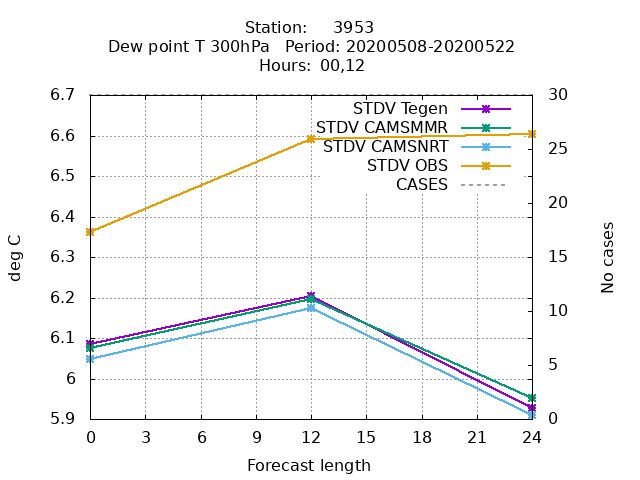 Station: 3953
Dew point T 300hPa Period: 20200508-20200522
Hours: 00,12
6.7
6.6
6.5
6.4
6.3
6.2
6.1
6
5.9
30
25
20
15
10
5
0
STDV Tegen
STDV CAMSMMR
STDV CAMSNRT
STDV OBS
CASES
deg C
No cases
0 3 6 9 12 15 18 21 24
Forecast length